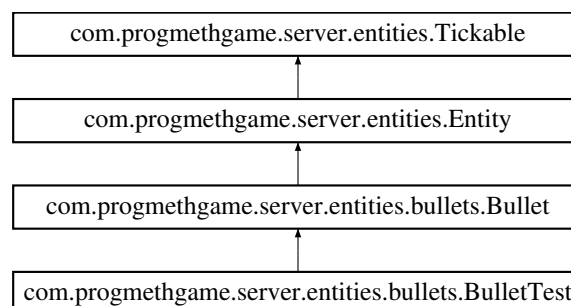 com.progmethgame.server.entities.Tickable
com.progmethgame.server.entities.Entity
com.progmethgame.server.entities.bullets.Bullet
com.progmethgame.server.entities.bullets.BulletTest